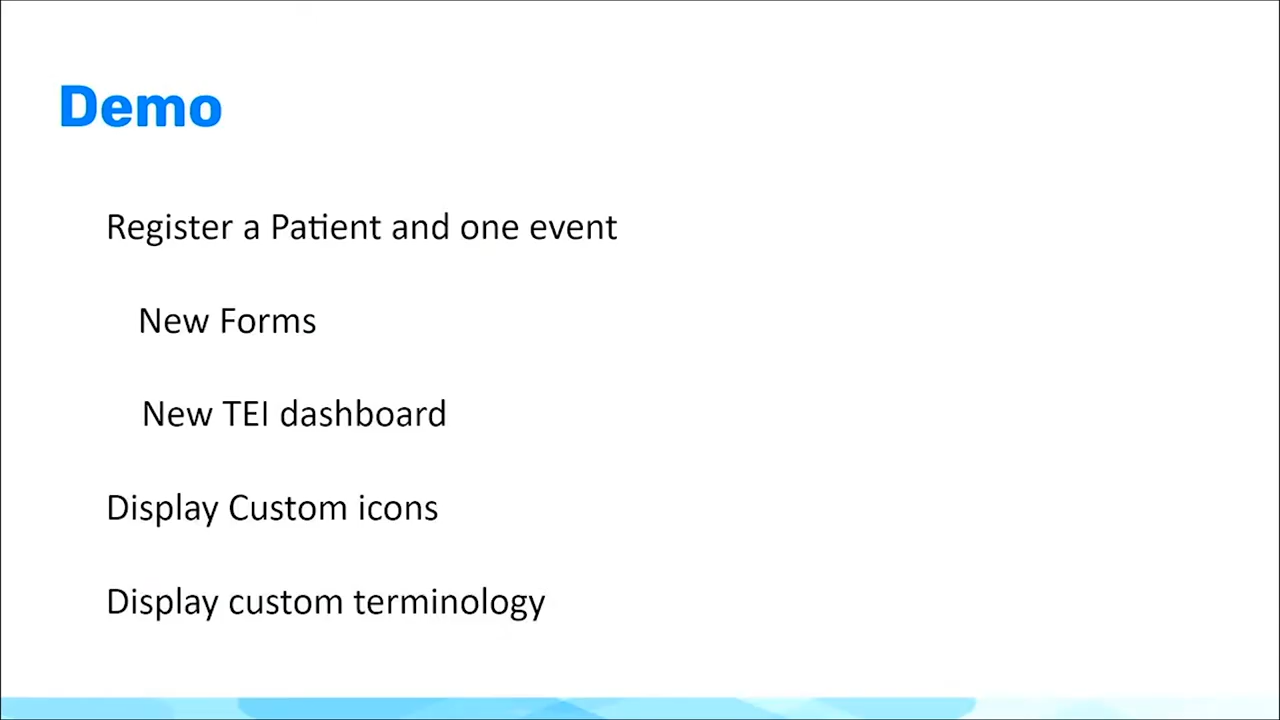 Demo
Register a Patient and one event
New Forms
New TEI dashboard
Display Custom icons
Display custom terminology